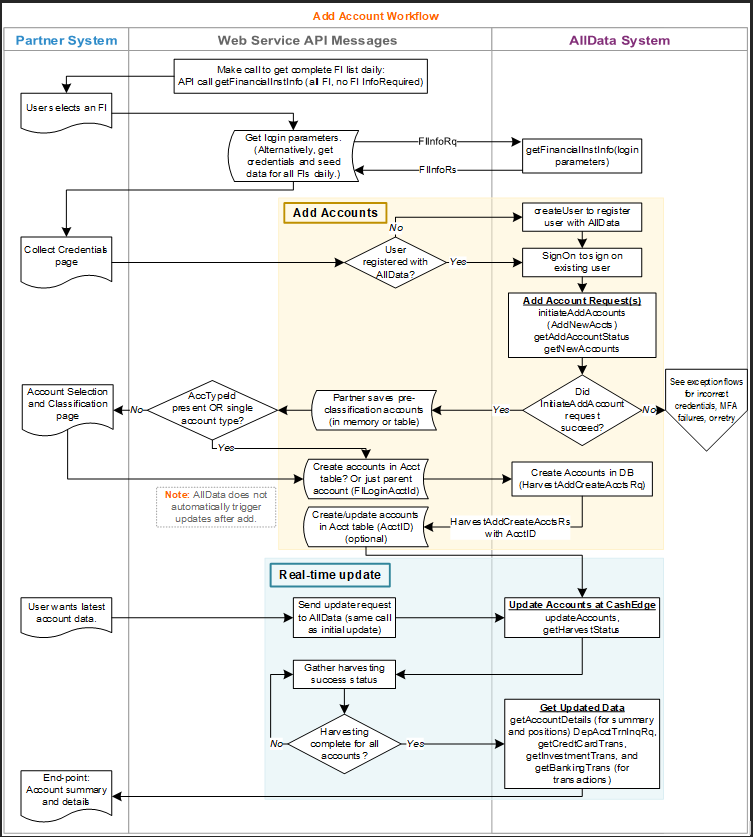 Add Account Workflow
Partner System
Web Service API Messages
AllData System
Make call to get complete FI list daily:
API call getFinancialInstInfo (all FI, no FI InfoRequired)
User selects an FI
Get login parameters.
(Alternatively, get
credentials and seed
data for all FIs daily.)
FIInfoRq
FIInfoRs
getFinancialInstInfo(login
parameters)
Add Accounts
createUser to register
user with AllData
No
Collect Credentials
page
User
registered with
AllData?
Yes
SignOn to sign on
existing user
Add Account Request(s)
initiateAddAccounts
(AddNewAccts)
getAddAccountStatus
getNewAccounts
Account Selection
and Classification
page
No
AccTypeId
present OR single
account type?
Partner saves pre-
classification accounts
(in memory or table)
Yes
Did
InitiateAddAccount
request
succeed?
No
See exception flows
for incorrect
credentials, MFA
failures, or retry
Yes
Create accounts in Acct
table? Or just parent
account (FILoginAcctId)
Create Accounts in DB
(HarvestAddCreateAcctsRq)
Note: AllData does not
automatically trigger
updates after add.
Create/update accounts
in Acct table (AcctID)
(optional)
HarvestAddCreateAcctsRs
with AcctID
Real-time update
User wants latest
account data.
Send update request
to AllData (same call
as initial update)
Update Accounts at CashEdge
updateAccounts,
getHarvestStatus
Gather harvesting
success status
Harvesting
complete for all
accounts?
No
Yes
Get Updated Data
getAccountDetails (for summary
and positions) DepAcctTrnInqRq,
getCreditCardTrans,
getInvestmentTrans, and
getBankingTrans (for
transactions)
End-point:
Account summary
and details